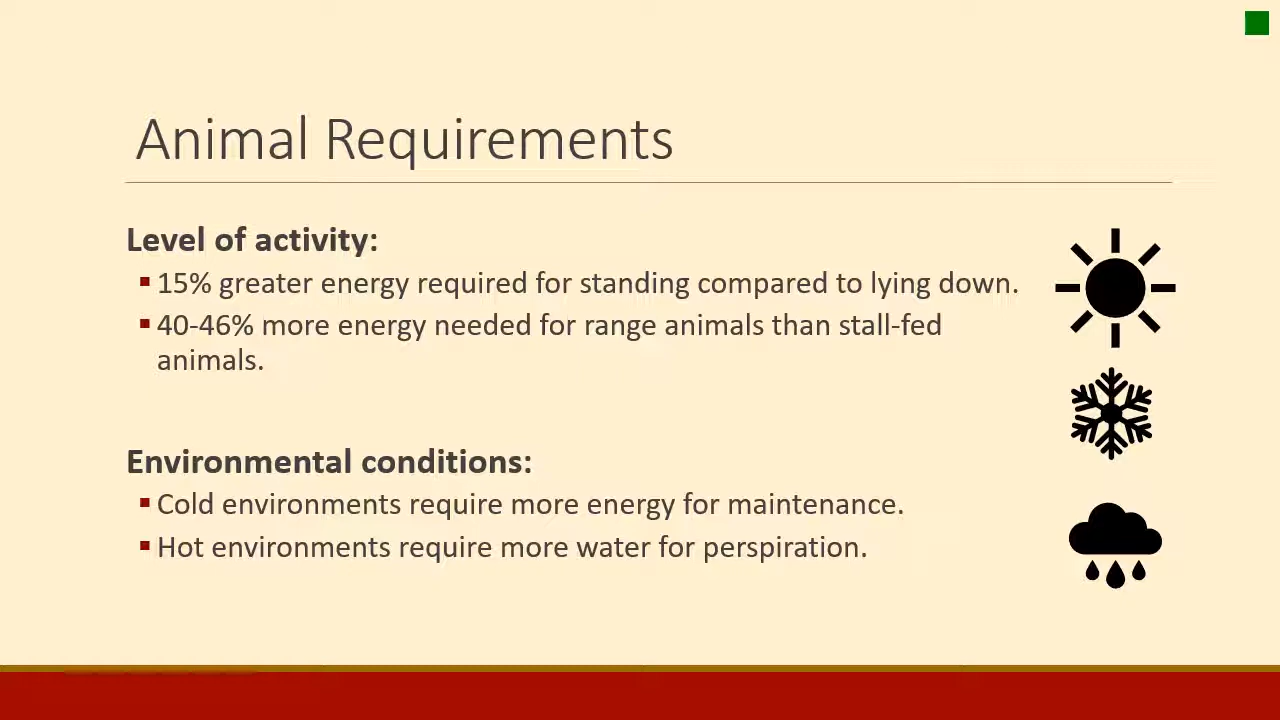 Animal Requirements
Level of activity:
▪ 15% greater energy required for standing compared to lying down.
▪ 40-46% more energy needed for range animals than stall-fed
animals.
Environmental conditions:
▪ Cold environments require more energy for maintenance.
▪ Hot environments require more water for perspiration.